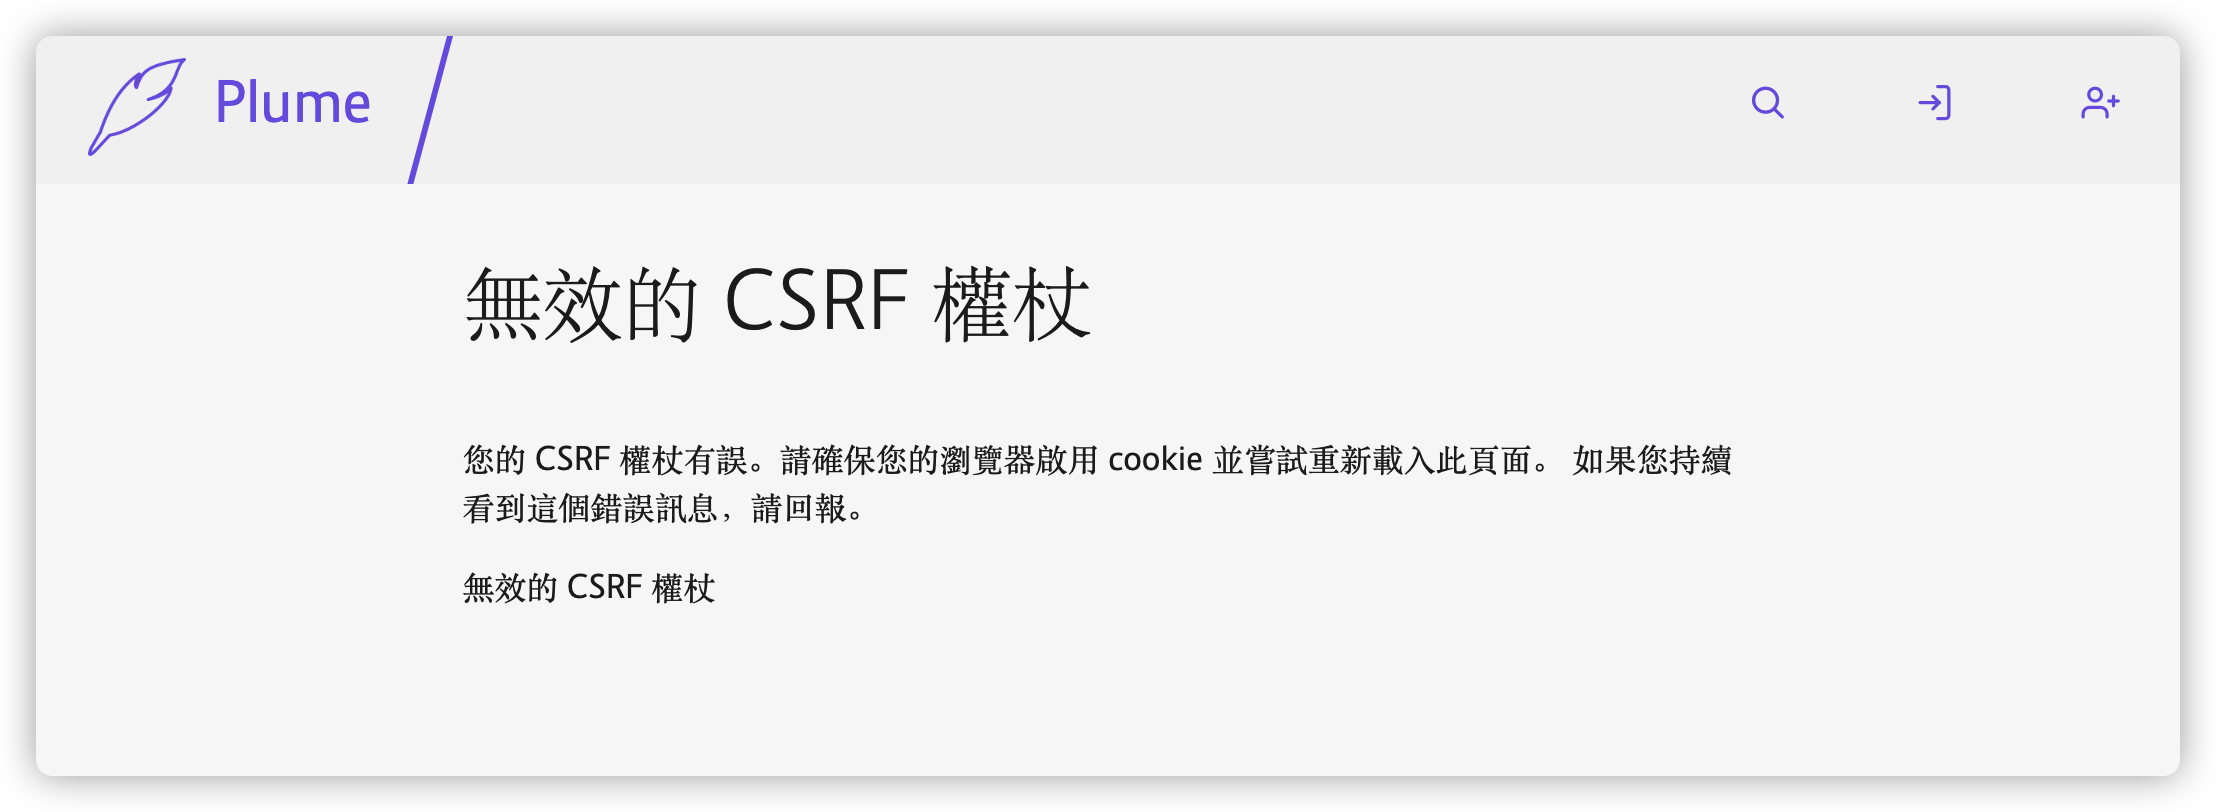 Plume
無效的 CSRF 權杖
您的 CSRF 權杖有誤。請確保您的瀏覽器啟用 cookie 並嘗試重新載入此頁面。 如果您持續
看到這個錯誤訊息，請回報。
無效的 CSRF 權杖